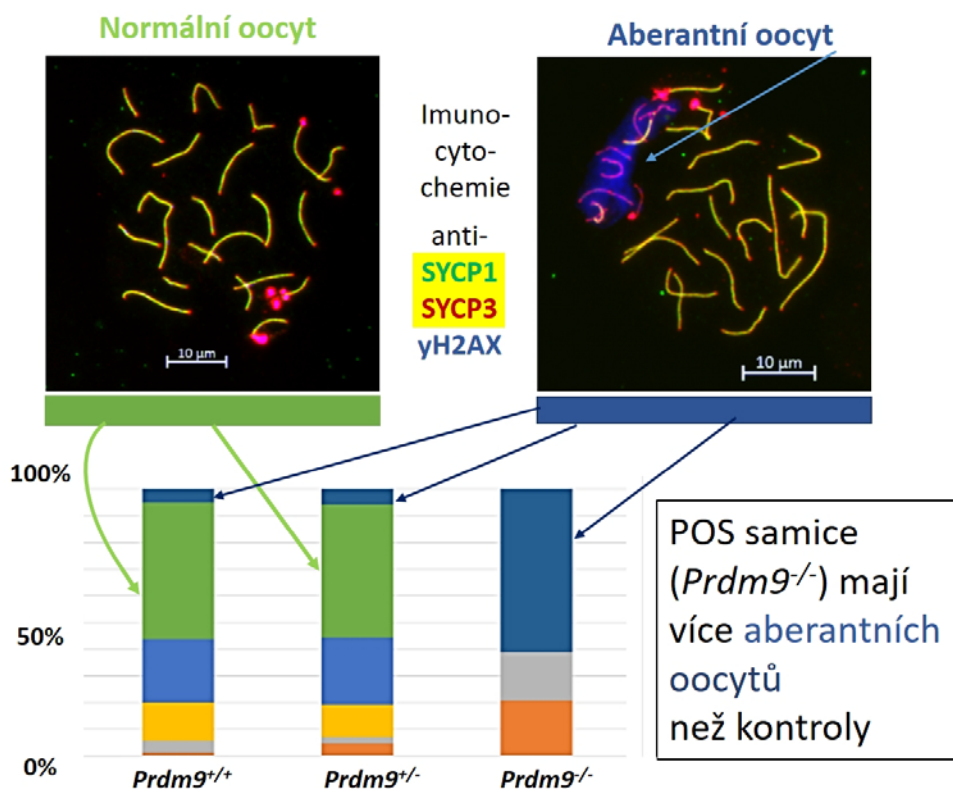 Normální oocyt
Aberantní oocyt
Imuno-
cyto-
chemie
anti-
SYCP1
SYCP3
γH2AX
10 µm
10 µm
100%
50%
0%
Prdm9+/+
Prdm9+/-
Prdm9-/-
POS samice
(Prdm9-/-) mají
více aberantních
oocytů
než kontroly